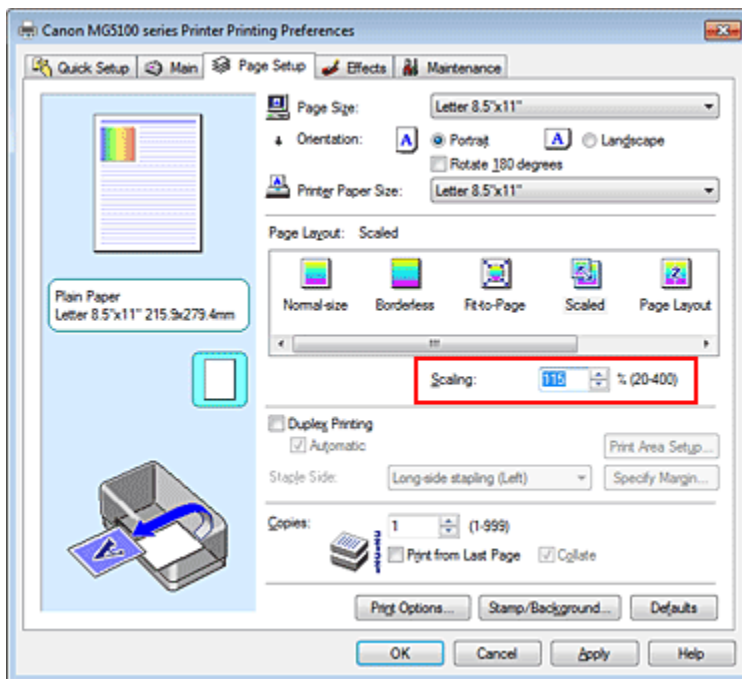 Canon MG5100 series Printer Printing Preferences
Quick Setup Main Page Setup Effects Maintenance
Page Size: Letter 8.5"x11"
Orientation: A Portrait A Landscape
Rotate 180 degrees
Printer Paper Size: Letter 8.5"x11"
Page Layout: Scaled
Normal-size Borderless Fit-to-Page Scaled Page Layout
Plain Paper
Letter 8.5"x11" 215.9x279.4mm
Scaling: 115 % (20-400)
Duplex Printing
Automatic Print Area Setup...
Staple Side: Long-side stapling (Left) Specify Margin...
Copies: 1 (1-999)
Print from Last Page Collate
Print Options... Stamp/Background... Defaults
OK Cancel Apply Help